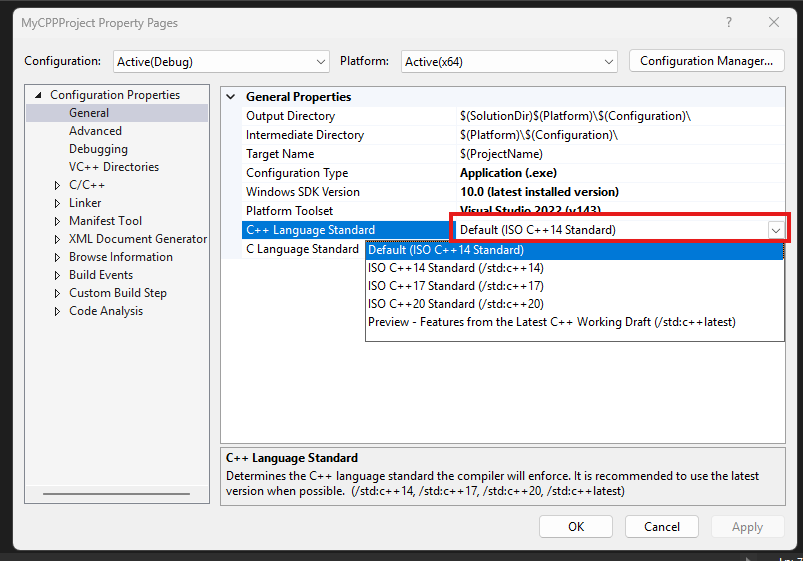 MyCPPProject Property Pages
?
Configuration: Active(Debug) Platform: Active(x64) Configuration Manager...
Configuration Properties
General
Advanced
Debugging
VC++ Directories
C/C++
Linker
Manifest Tool
XML Document Generator
Browse Information
Build Events
Custom Build Step
Code Analysis
General Properties
Output Directory $(SolutionDir)$(Platform)\$(Configuration)\
Intermediate Directory $(Platform)\$(Configuration)\
Target Name $(ProjectName)
Configuration Type Application (.exe)
Windows SDK Version 10.0 (latest installed version)
Platform Toolset Visual Studio 2022 (v143)
C++ Language Standard Default (ISO C++14 Standard)
C Language Standard
Default (ISO C++14 Standard)
ISO C++14 Standard (/std:c++14)
ISO C++17 Standard (/std:c++17)
ISO C++20 Standard (/std:c++20)
Preview - Features from the Latest C++ Working Draft (/std:c++latest)
C++ Language Standard
Determines the C++ language standard the compiler will enforce. It is recommended to use the latest
version when possible. (/std:c++14, /std:c++17, /std:c++20, /std:c++latest)
OK Cancel Apply